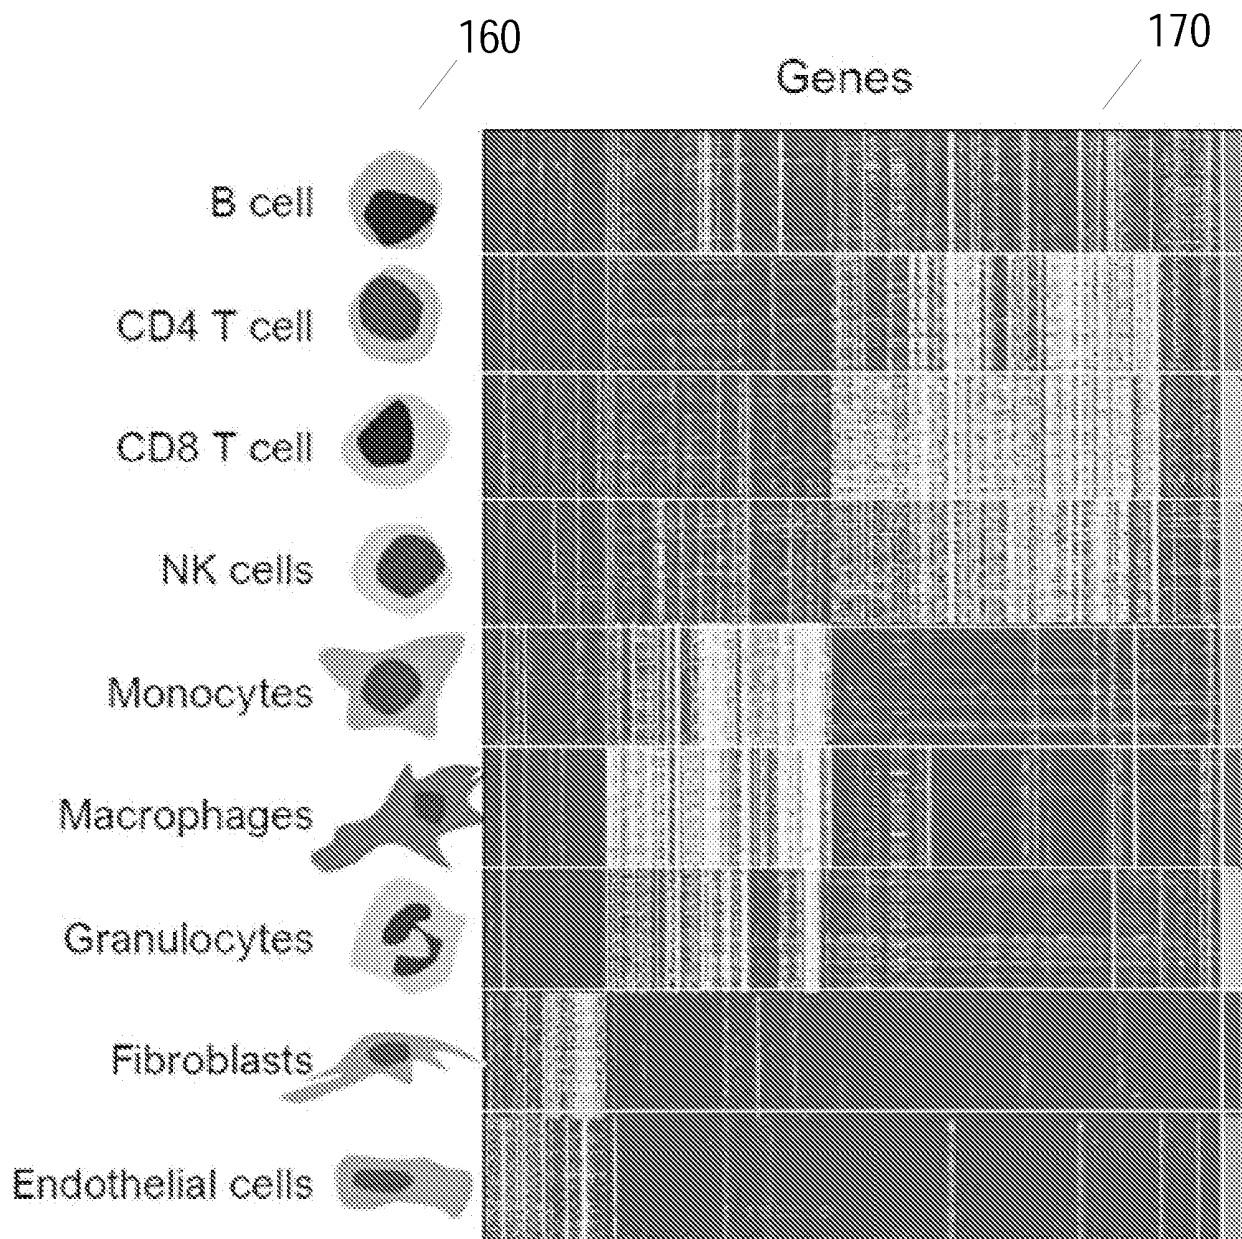 160
170
Genes
B cell
CD4 T cell
CD8 T cell
NK cells
Monocytes
Macrophages
Granulocytes
Fibroblasts
Endothelial cells